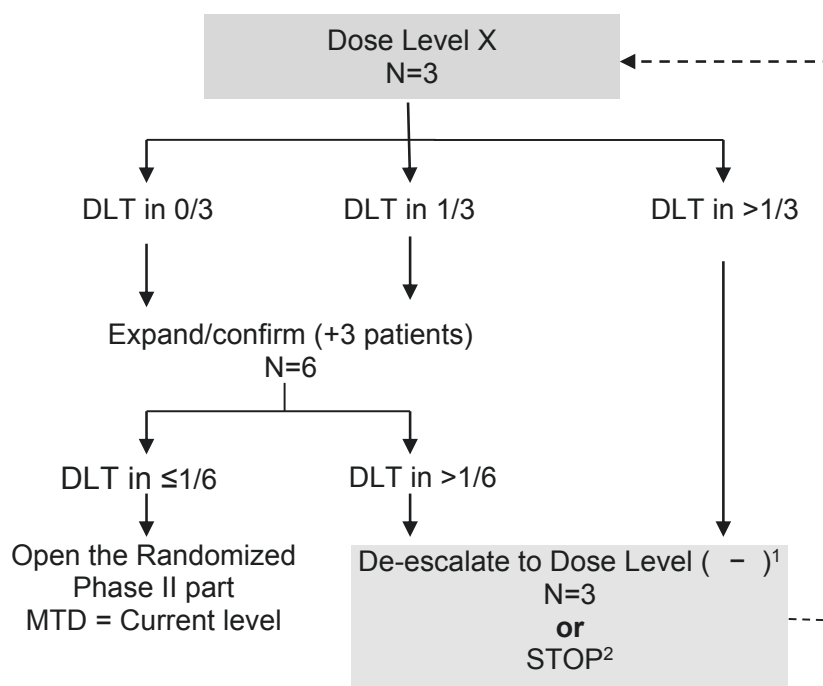 Dose Level X
N=3
DLT in 0/3
DLT in 1/3
DLT in >1/3
Expand/confirm (+3 patients)
N=6
DLT in ≤1/6
DLT in >1/6
Open the Randomized
Phase II part
MTD = Current level
De-escalate to Dose Level ( − )¹
N=3
or
STOP²